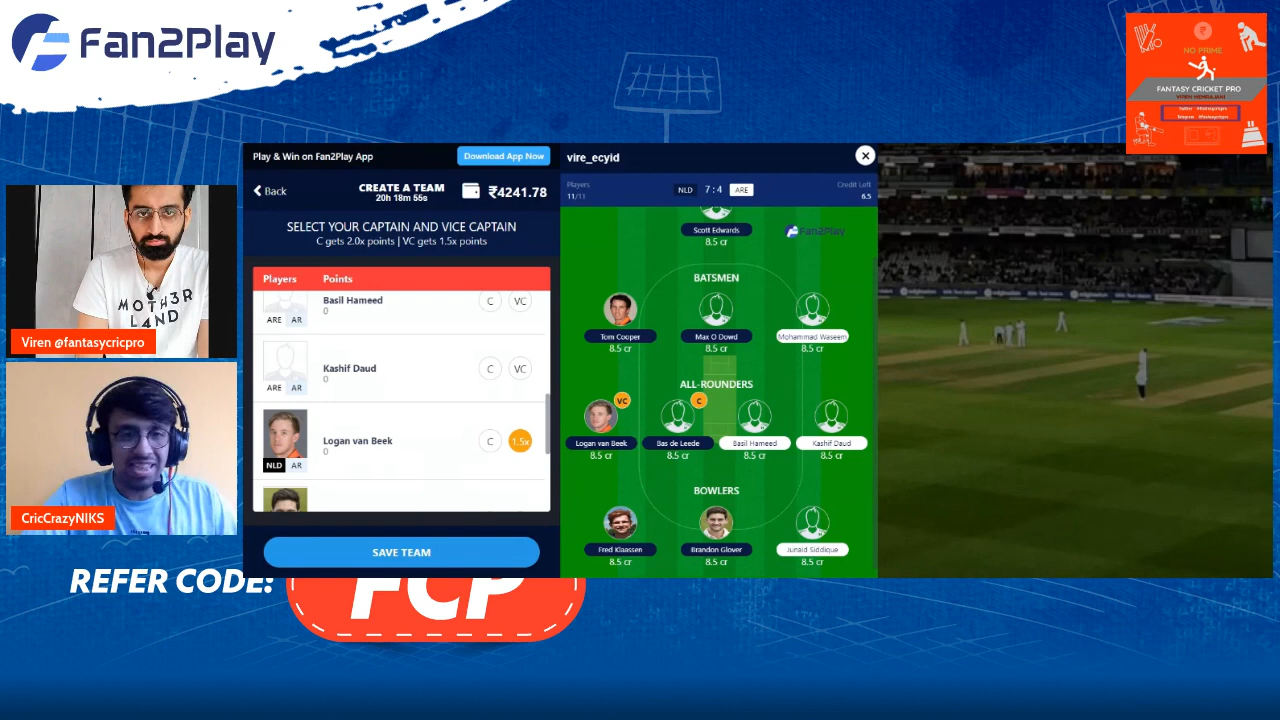 Fan2Play
NO PRIME
FANTASY CRICKET PRO
VIREN HEMRAJANI
Play & Win on Fan2Play App
Download App Now
Back
CREATE A TEAM
20h 18m 55s
₹4241.78
SELECT YOUR CAPTAIN AND VICE CAPTAIN
C gets 2.0x points | VC gets 1.5x points
Players Points
Basil Hameed
0
ARE AR
C VC
Kashif Daud
0
ARE AR
C VC
Logan van Beek
0
NLD AR
C 1.5x
SAVE TEAM
vire_ecyid
Players
11/11
NLD 7 : 4 ARE
Credit Left
6.5
Fan2Play
Scott Edwards
8.5 cr
BATSMEN
Tom Cooper Max O Dowd Mohammad Waseem
8.5 cr 8.5 cr 8.5 cr
ALL-ROUNDERS
VC C
Logan van Beek Bas de Leede Basil Hameed Kashif Daud
8.5 cr 8.5 cr 8.5 cr 8.5 cr
BOWLERS
Fred Klaassen Brandon Glover Junaid Siddique
8.5 cr 8.5 cr 8.5 cr
MOTH3R
L4ND
Viren @fantasycricpro
CricCrazyNIKS
REFER CODE:
FCP